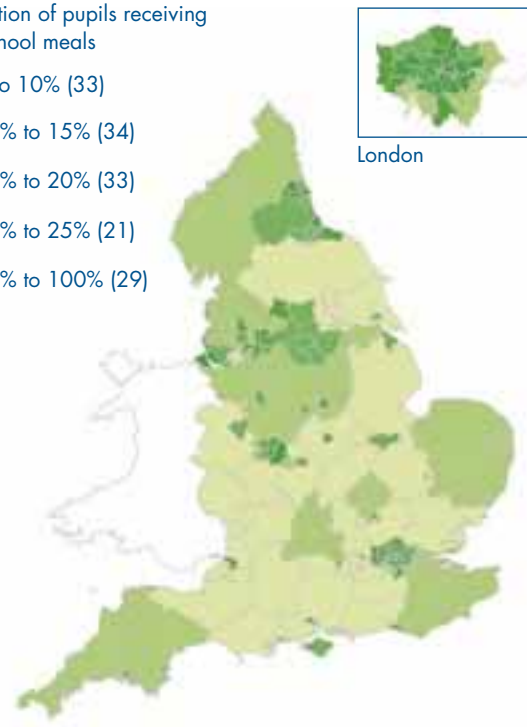 tion of pupils receiving
hool meals
o 10% (33)
% to 15% (34)
% to 20% (33)
% to 25% (21)
% to 100% (29)
London